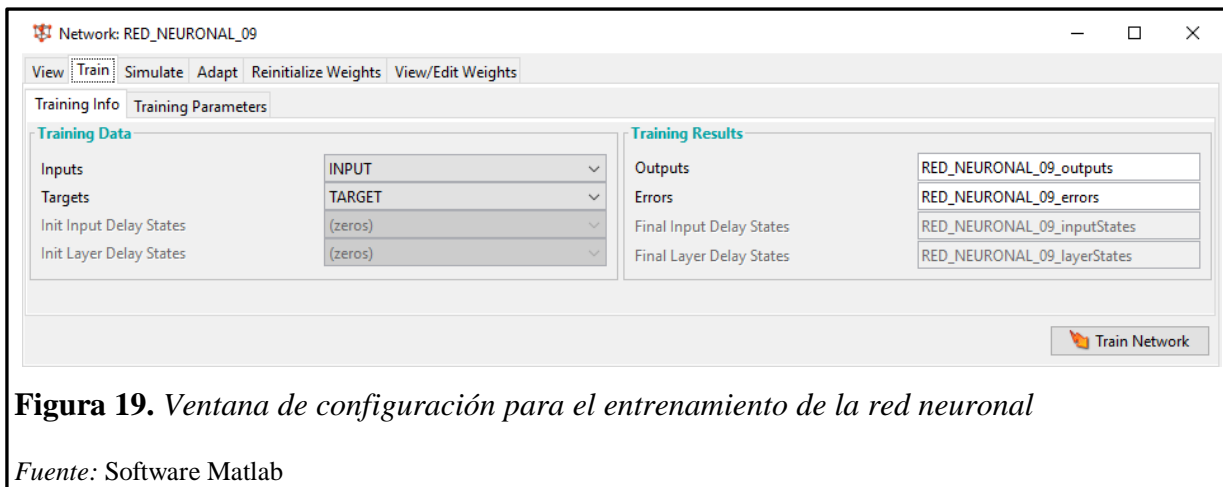 Network: RED_NEURONAL_09
View Train Simulate Adapt Reinitialize Weights View/Edit Weights
Training Info Training Parameters
Training Data
Inputs INPUT
Targets TARGET
Init Input Delay States (zeros)
Init Layer Delay States (zeros)
Training Results
Outputs RED_NEURONAL_09_outputs
Errors RED_NEURONAL_09_errors
Final Input Delay States RED_NEURONAL_09_inputStates
Final Layer Delay States RED_NEURONAL_09_layerStates
Train Network
Figura 19. Ventana de configuración para el entrenamiento de la red neuronal
Fuente: Software Matlab